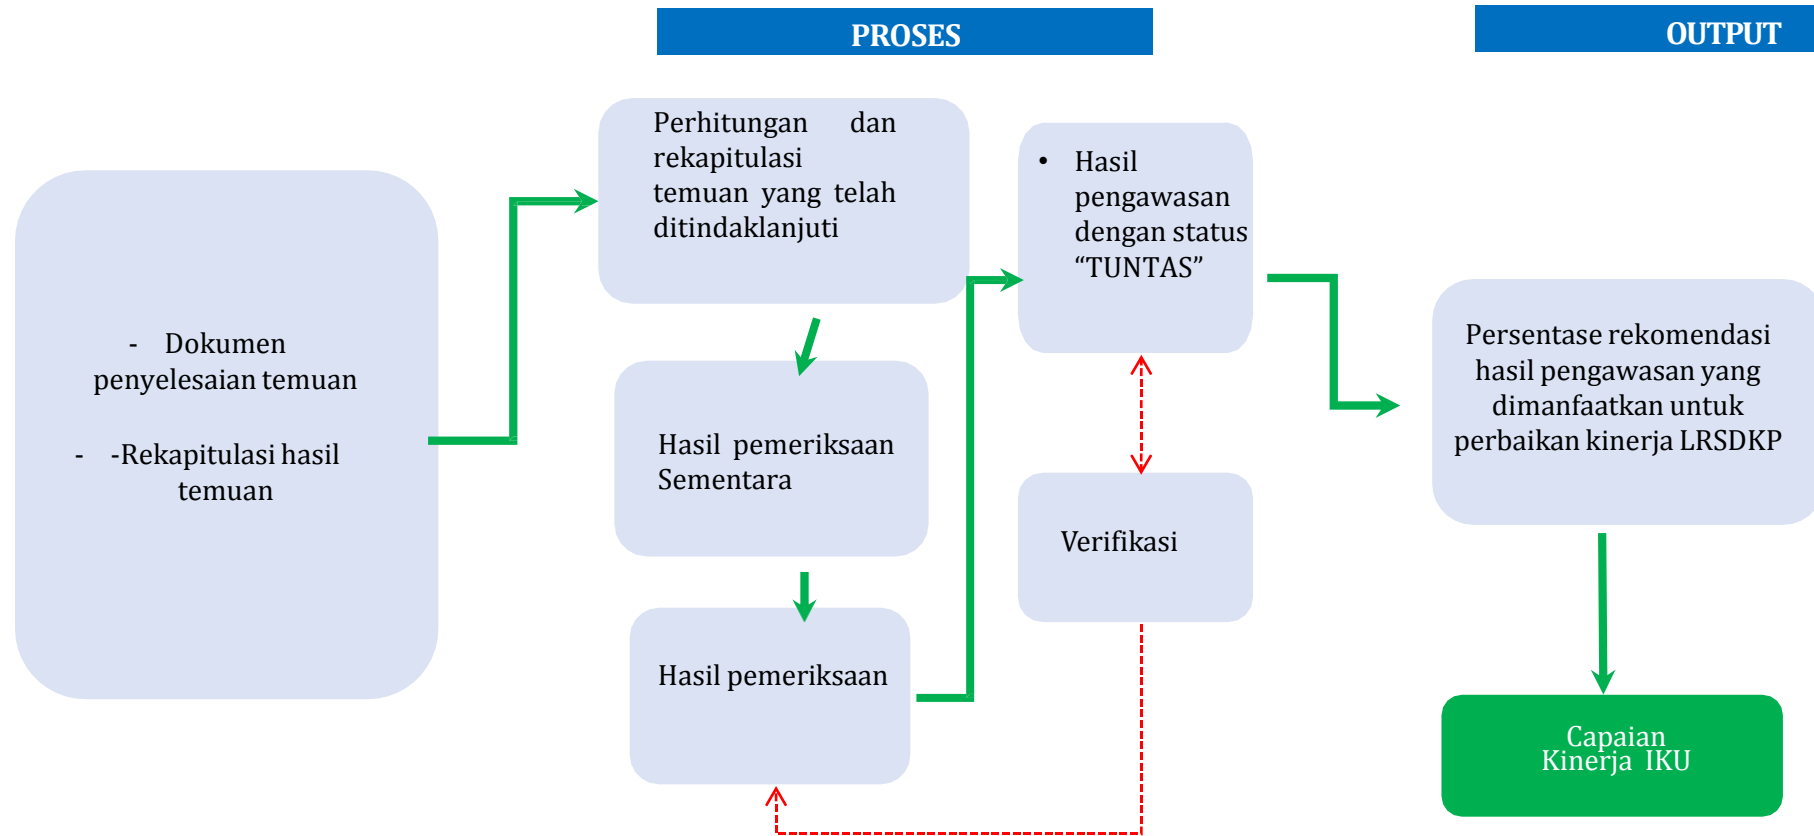 PROSES
OUTPUT
- Dokumen
penyelesaian temuan
- -Rekapitulasi hasil
temuan
Perhitungan dan
rekapitulasi
temuan yang telah
ditindaklanjuti
Hasil pemeriksaan
Sementara
Hasil pemeriksaan
• Hasil
pengawasan
dengan status
“TUNTAS”
Verifikasi
Persentase rekomendasi
hasil pengawasan yang
dimanfaatkan untuk
perbaikan kinerja LRSDKP
Capaian
Kinerja IKU